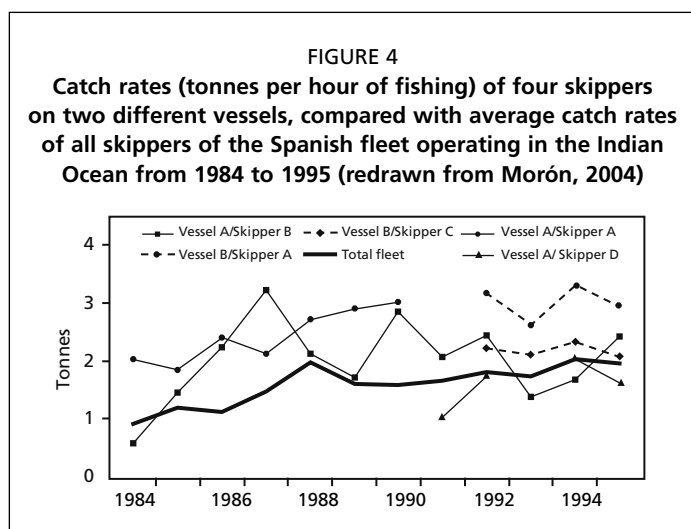 FIGURE 4
Catch rates (tonnes per hour of fishing) of four skippers
on two different vessels, compared with average catch rates
of all skippers of the Spanish fleet operating in the Indian
Ocean from 1984 to 1995 (redrawn from Morón, 2004)
Vessel A/Skipper B Vessel B/Skipper C Vessel A/Skipper A
Vessel B/Skipper A Total fleet Vessel A/ Skipper D
Tonnes
4
3
2
1
0
1984 1986 1988 1990 1992 1994